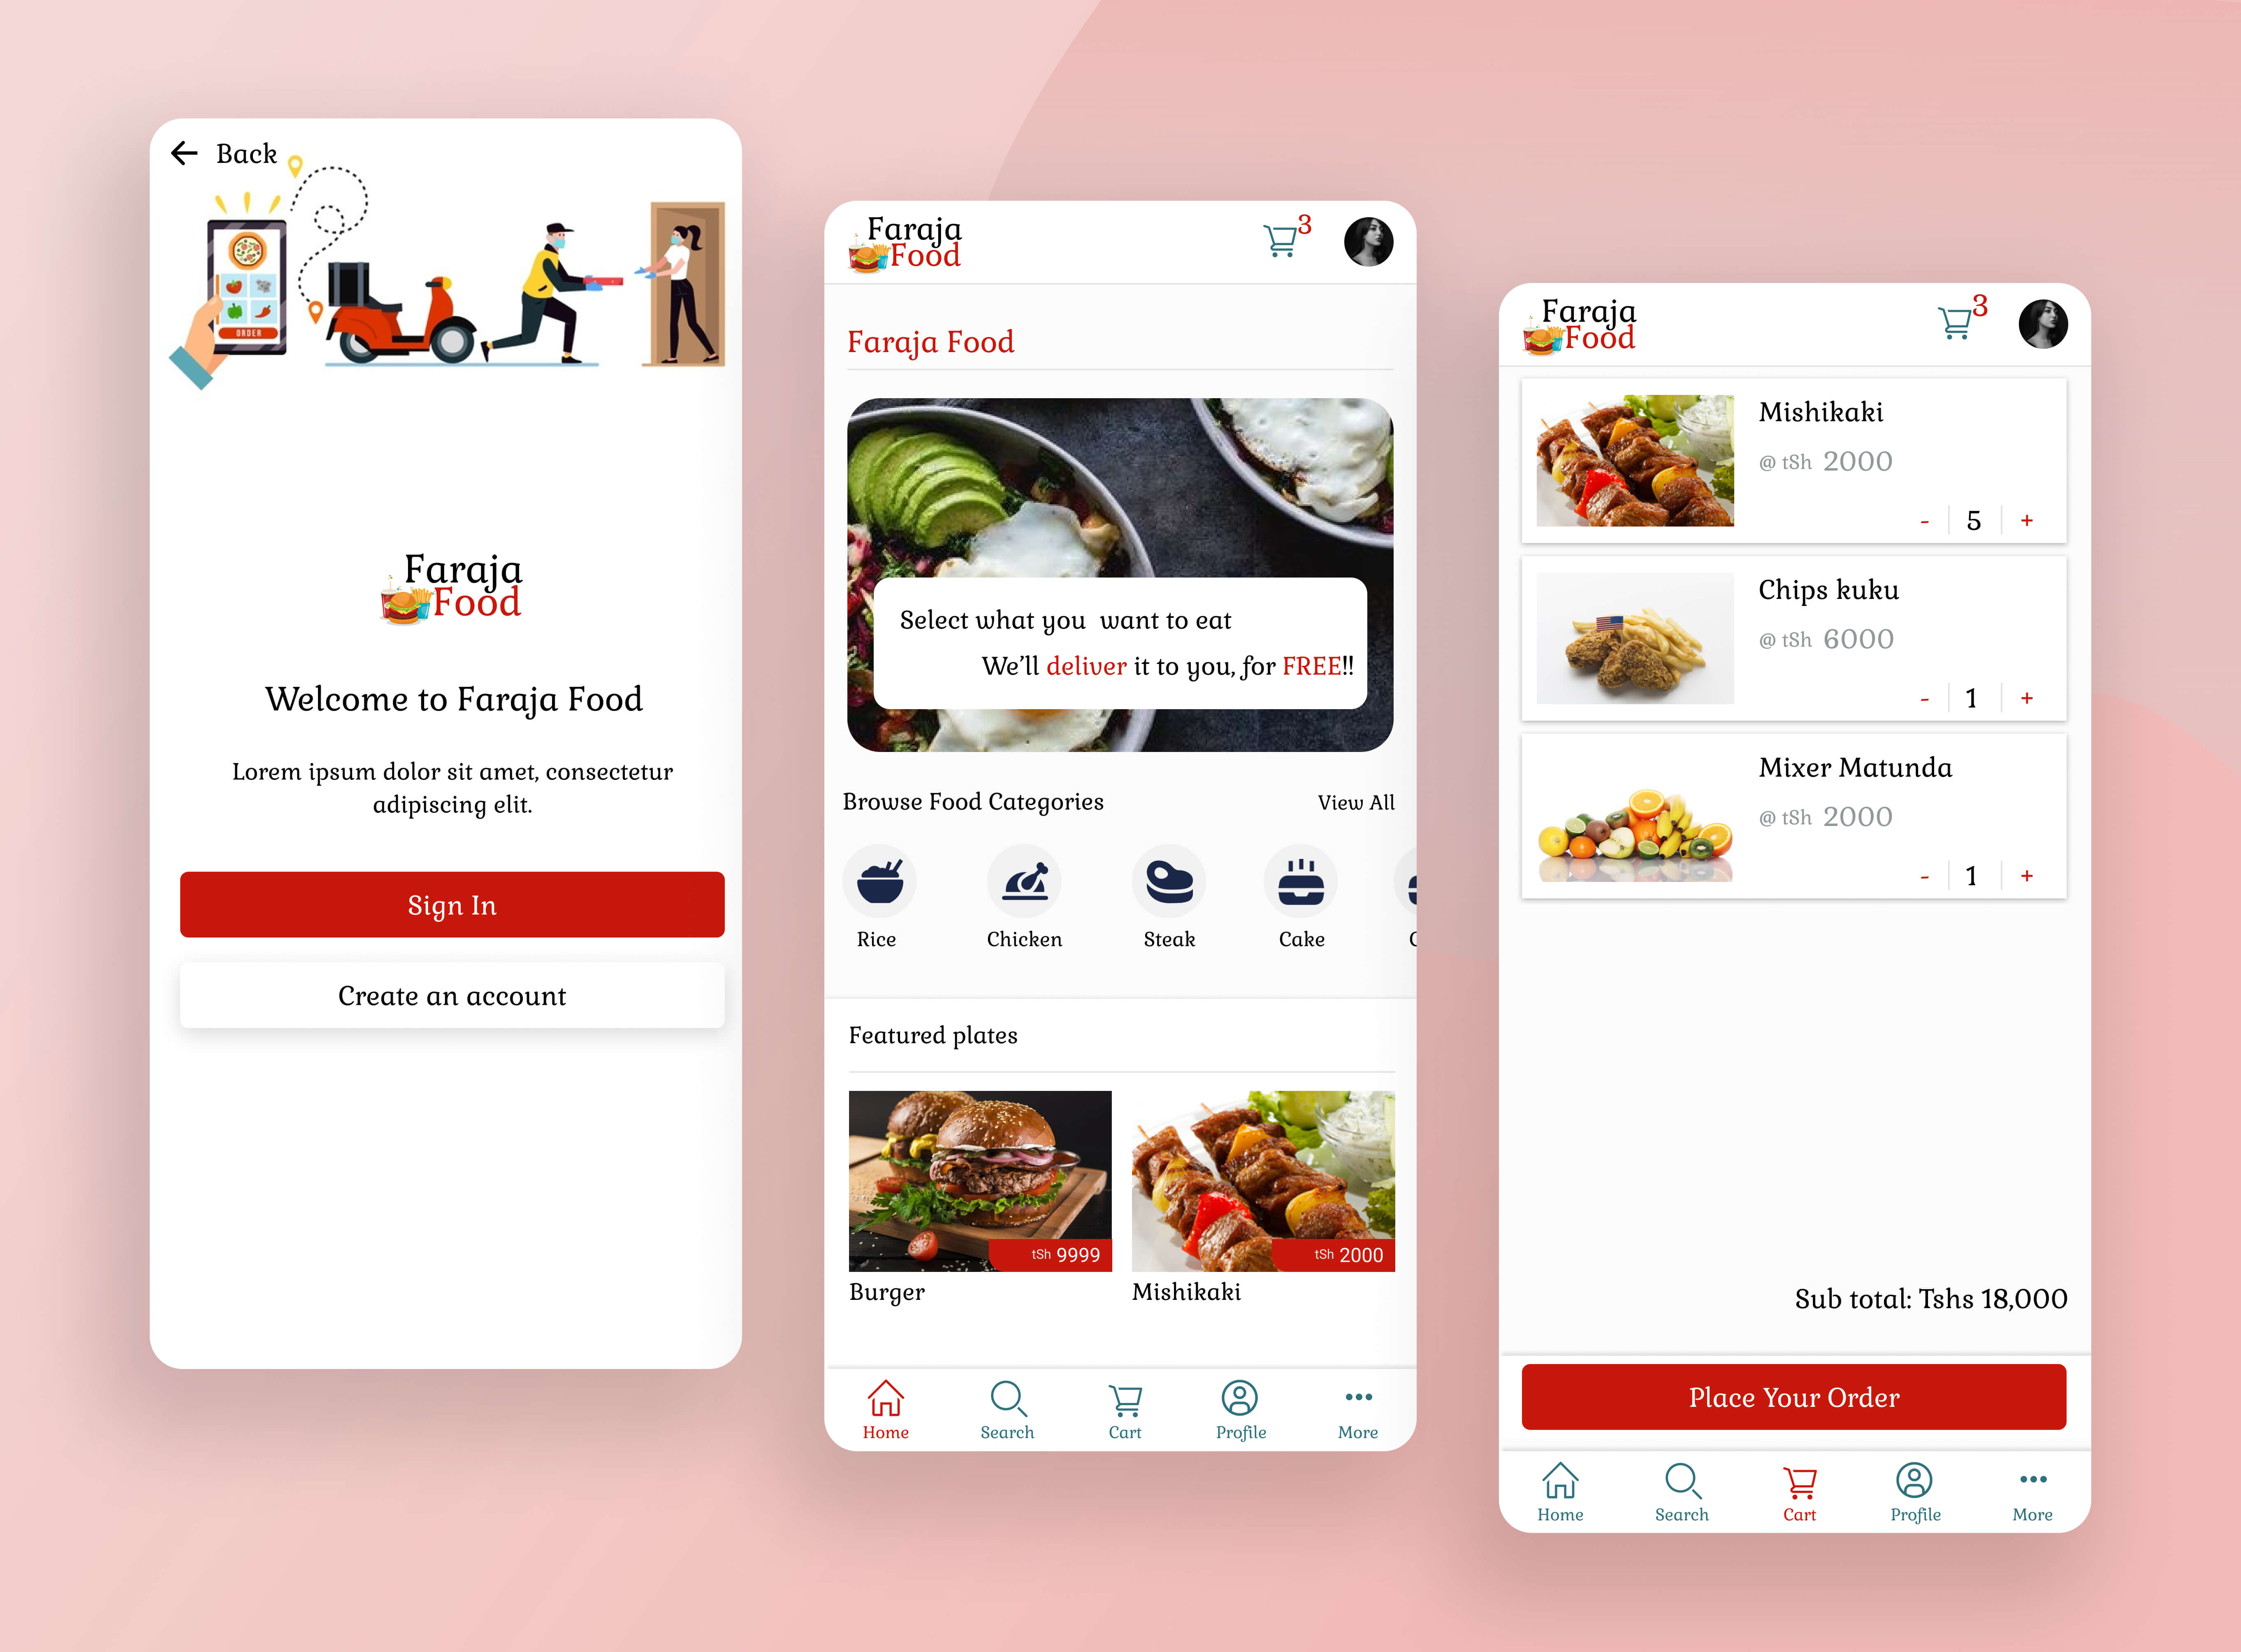 Back
ORDER
Faraja
Food
Welcome to Faraja Food
Lorem ipsum dolor sit amet, consectetur
adipiscing elit.
Sign In
Create an account
Faraja
Food
3
Faraja Food
Select what you want to eat
We'll deliver it to you, for FREE!!
Browse Food Categories
View All
Rice
Chicken
Steak
Cake
Featured plates
tSh 9999
tSh 2000
Burger
Mishikaki
Home
Search
Cart
Profile
More
Faraja
Food
3
Mishikaki
@ tSh 2000
- 5 +
Chips kuku
@ tSh 6000
- 1 +
Mixer Matunda
@ tSh 2000
- 1 +
Sub total: Tshs 18,000
Place Your Order
Home
Search
Cart
Profile
More